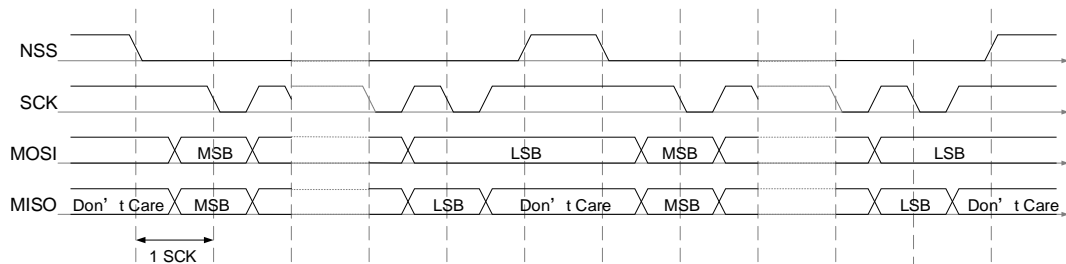 NSS
SCK
MOSI MSB LSB MSB LSB
MISO Don’t Care MSB LSB Don’t Care MSB LSB Don’t Care
1 SCK